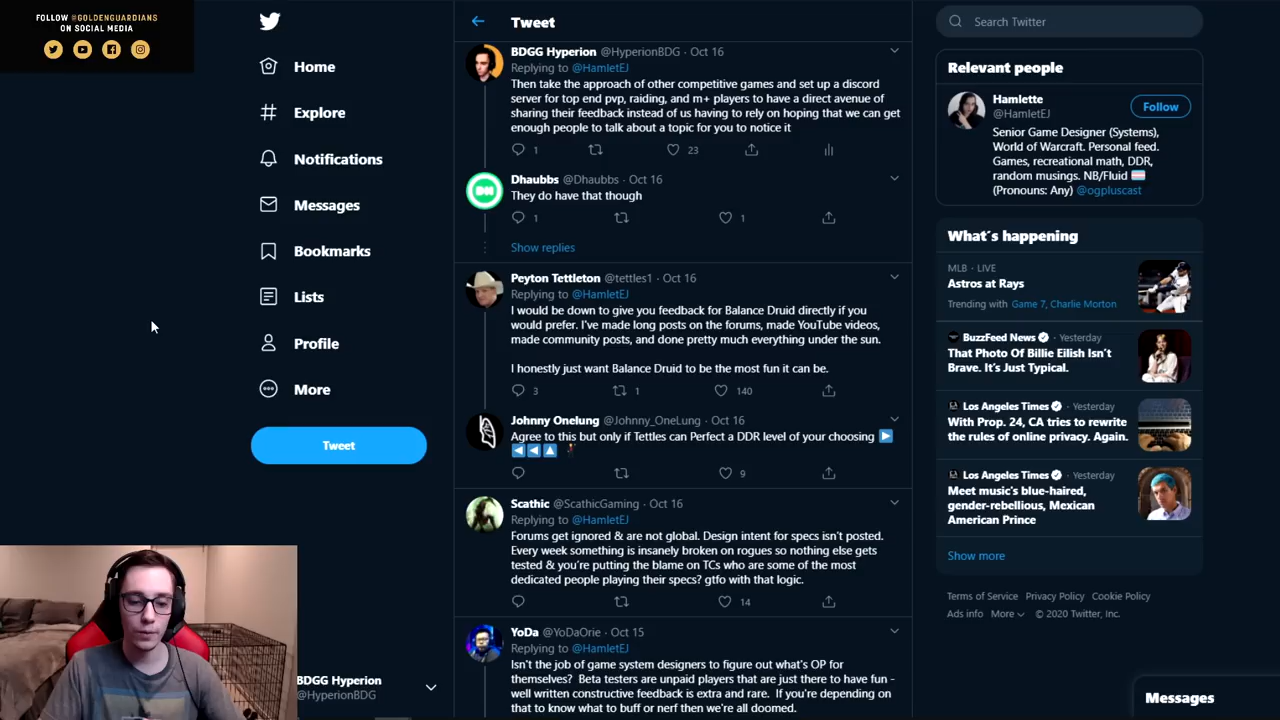 FOLLOW @GOLDENGUARDIANS
ON SOCIAL MEDIA
Home
Explore
Notifications
Messages
Bookmarks
Lists
Profile
More
Tweet
BDGG Hyperion
@HyperionBDG
Tweet
BDGG Hyperion @HyperionBDG · Oct 16
Replying to @HamletEJ
Then take the approach of other competitive games and set up a discord
server for top end pvp, raiding, and m+ players to have a direct avenue of
sharing their feedback instead of us having to rely on hoping that we can get
enough people to talk about a topic for you to notice it
1 23
Dhaubbs @Dhaubbs · Oct 16
They do have that though
1 1
Show replies
Peyton Tettleton @tettles1 · Oct 16
Replying to @HamletEJ
I would be down to give you feedback for Balance Druid directly if you
would prefer. I've made long posts on the forums, made YouTube videos,
made community posts, and done pretty much everything under the sun.
I honestly just want Balance Druid to be the most fun it can be.
3 1 140
Johnny Onelung @Johnny_OneLung · Oct 16
Agree to this but only if Tettles can Perfect a DDR level of your choosing ▶
◀ ◀ 🔼
9
Scathic @ScathicGaming · Oct 16
Replying to @HamletEJ
Forums get ignored & are not global. Design intent for specs isn't posted.
Every week something is insanely broken on rogues so nothing else gets
tested & you're putting the blame on TCs who are some of the most
dedicated people playing their specs? gtfo with that logic.
14
YoDa @YoDaOrie · Oct 15
Replying to @HamletEJ
Isn't the job of game system designers to figure out what's OP for
themselves? Beta testers are unpaid players that are just there to have fun -
well written constructive feedback is extra and rare. If you're depending on
that to know what to buff or nerf then we're all doomed.
Search Twitter
Relevant people
Hamlette
@HamletEJ
Follow
Senior Game Designer (Systems),
World of Warcraft. Personal feed.
Games, recreational math, DDR,
random musings. NB/Fluid
(Pronouns: Any) @ogpluscast
What's happening
MLB · LIVE
Astros at Rays
Trending with Game 7, Charlie Morton
BuzzFeed News · Yesterday
That Photo Of Billie Eilish Isn't
Brave. It's Just Typical.
Los Angeles Times · Yesterday
With Prop. 24, CA tries to rewrite
the rules of online privacy. Again.
Los Angeles Times · Yesterday
Meet music's blue-haired,
gender-rebellious, Mexican
American Prince
Show more
Terms of Service Privacy Policy Cookie Policy
Ads info More © 2020 Twitter, Inc.
Messages